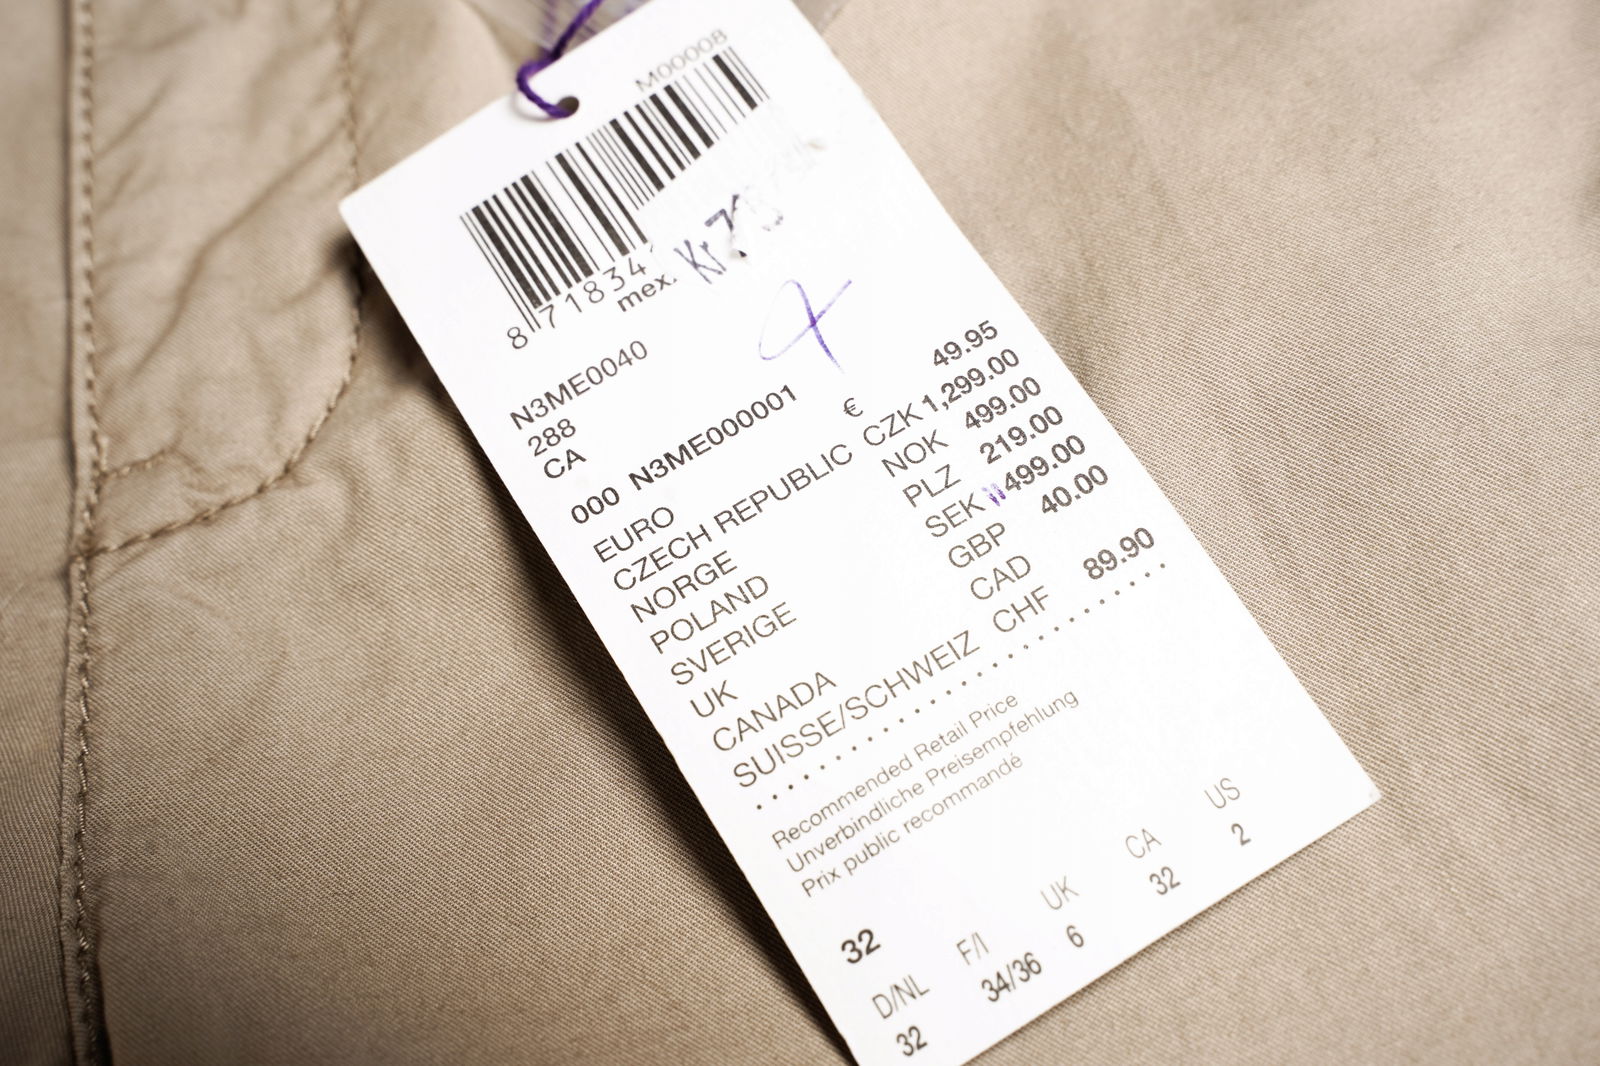 M00008
8 71834
mex. Kr
N3ME0040
288
CA
000 N3ME000001
EURO € 49.95
CZECH REPUBLIC CZK 1,299.00
NORGE NOK 499.00
POLAND PLZ 219.00
SVERIGE SEK 499.00
UK GBP 40.00
CANADA CAD
SUISSE/SCHWEIZ CHF 89.90
Recommended Retail Price
Unverbindliche Preisempfehlung
Prix public recommandé
32
D/NL F/I UK CA US
32 34/36 6 32 2